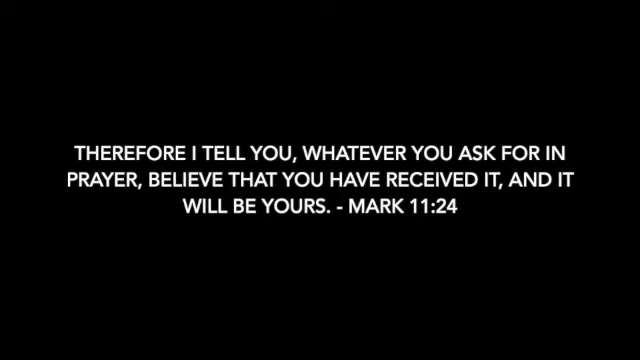 THEREFORE I TELL YOU, WHATEVER YOU ASK FOR IN
PRAYER, BELIEVE THAT YOU HAVE RECEIVED IT, AND IT
WILL BE YOURS. - MARK 11:24